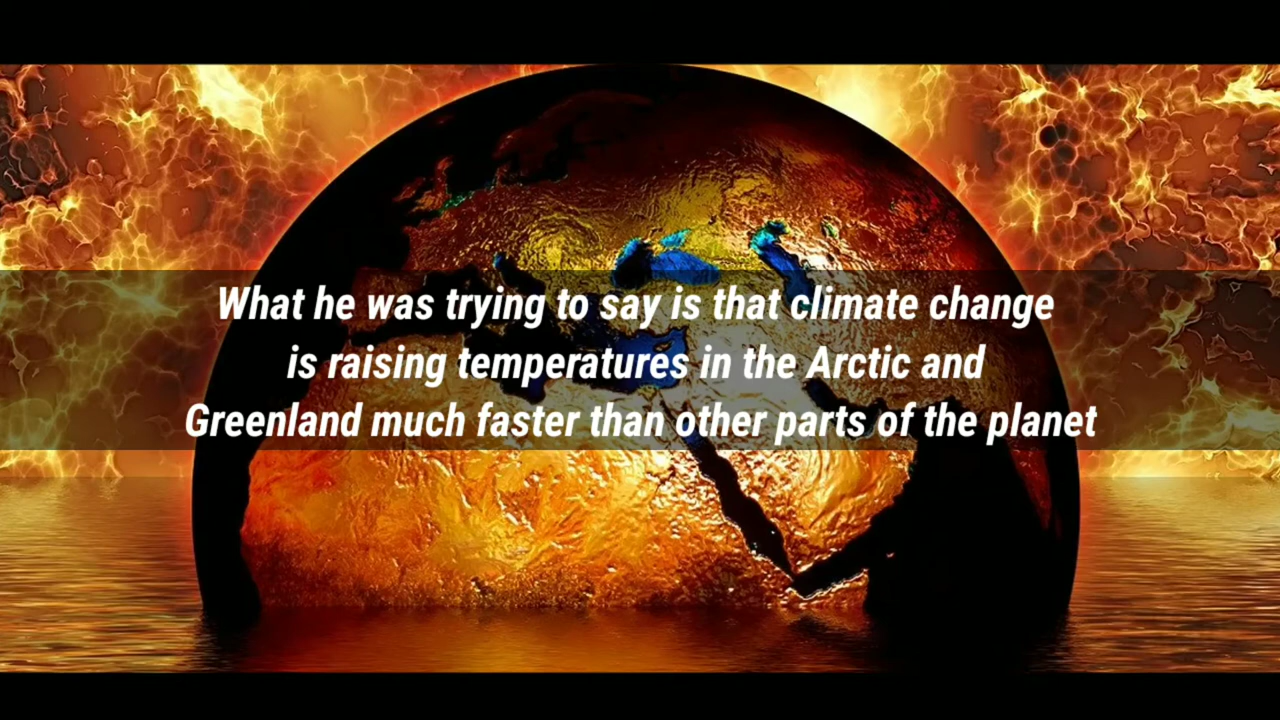 What he was trying to say is that climate change
is raising temperatures in the Arctic and
Greenland much faster than other parts of the planet